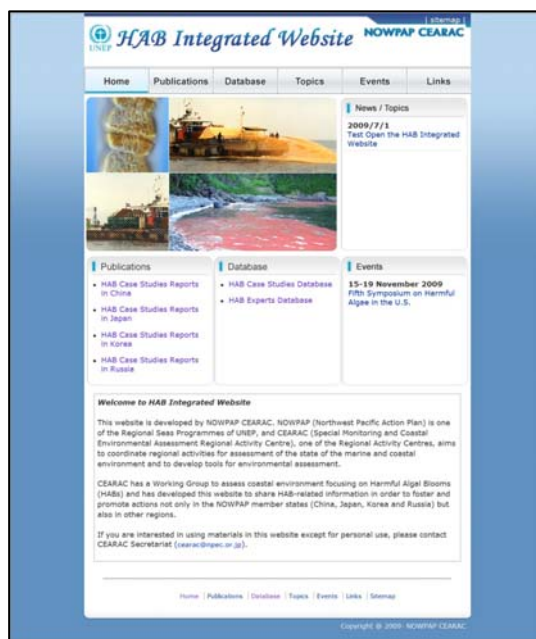 | sitemap |
UNEP
HAB Integrated Website
NOWPAP CEARAC
Home
Publications
Database
Topics
Events
Links
News / Topics
2009/7/1
Test Open the HAB Integrated
Website
Publications
• HAB Case Studies Reports
in China
• HAB Case Studies Reports
in Japan
• HAB Case Studies Reports
in Korea
• HAB Case Studies Reports
in Russia
Database
• HAB Case Studies Database
• HAB Experts Database
Events
15-19 November 2009
Fifth Symposium on Harmful
Algae in the U.S.
Welcome to HAB Integrated Website
This website is developed by NOWPAP CEARAC. NOWPAP (Northwest Pacific Action Plan) is one
of the Regional Seas Programmes of UNEP, and CEARAC (Special Monitoring and Coastal
Environmental Assessment Regional Activity Centre), one of the Regional Activity Centres, aims
to coordinate regional activities for assessment of the state of the marine and coastal
environment and to develop tools for environmental assessment.
CEARAC has a Working Group to assess coastal environment focusing on Harmful Algal Blooms
(HABs) and has developed this website to share HAB-related information in order to foster and
promote actions not only in the NOWPAP member states (China, Japan, Korea and Russia) but
also in other regions.
If you are interested in using materials in this website except for personal use, please contact
CEARAC Secretariat (cearac@npec.or.jp).
Home | Publications | Database | Topics | Events | Links | Sitemap
Copyright @ 2009- NOWPAP CEARAC